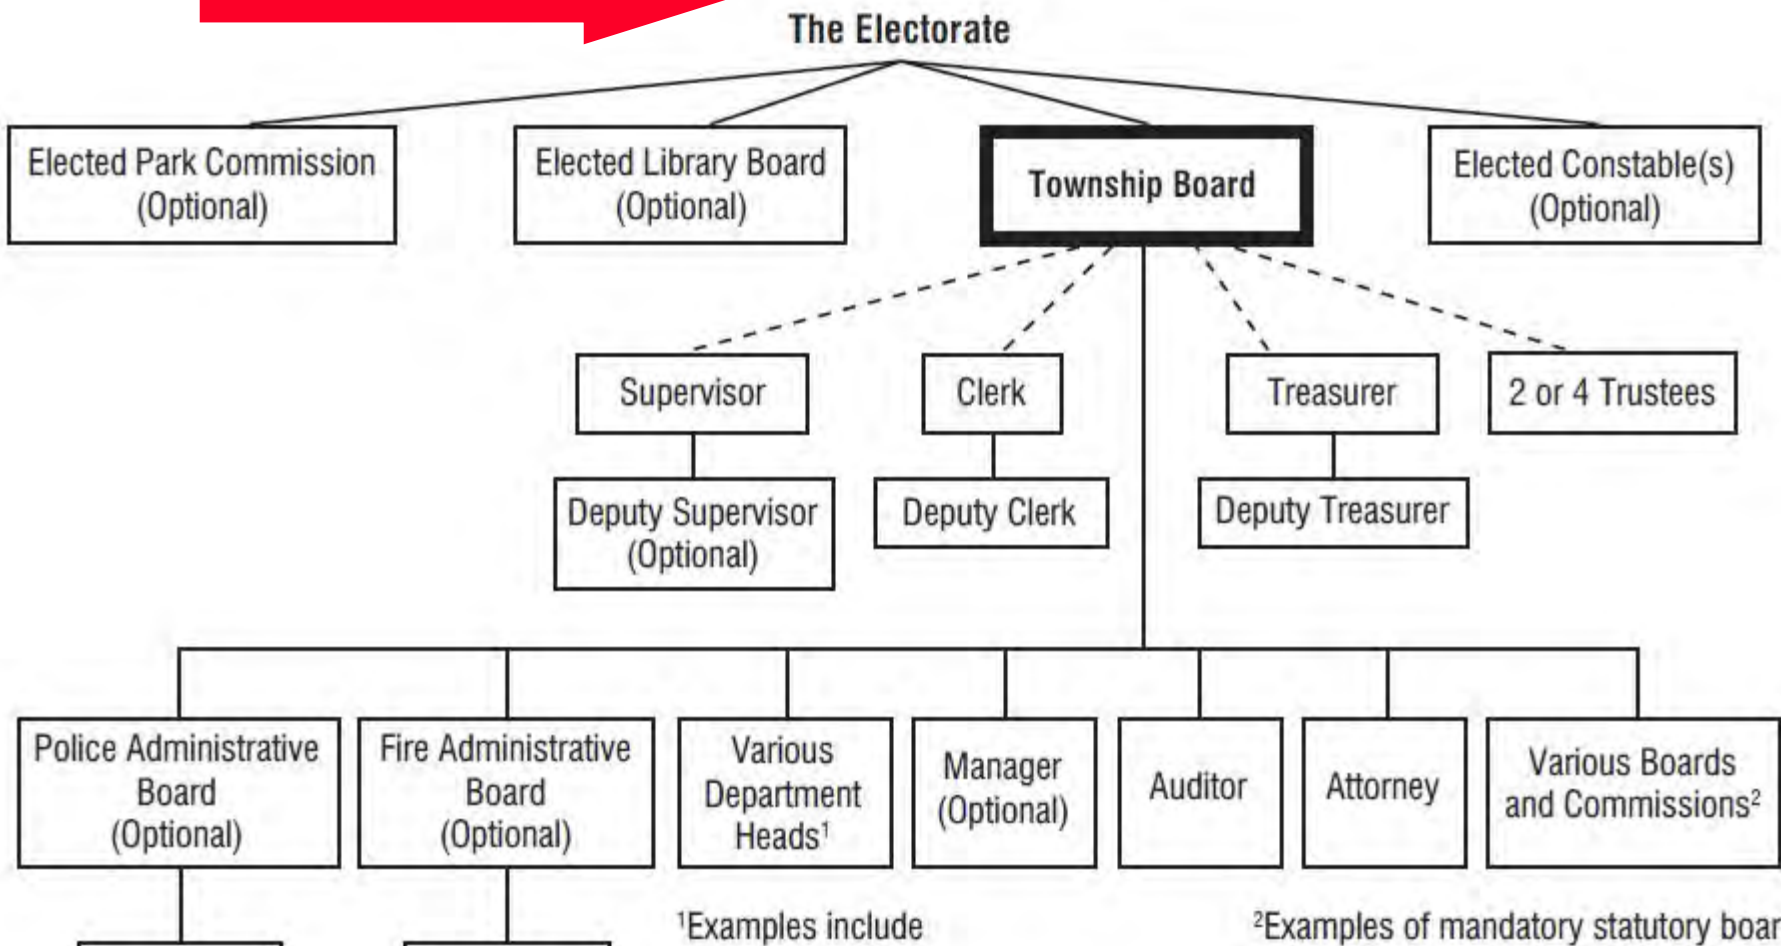 The Electorate
Elected Park Commission
(Optional)
Elected Library Board
(Optional)
Township Board
Elected Constable(s)
(Optional)
Supervisor
Clerk
Treasurer
2 or 4 Trustees
Deputy Supervisor
(Optional)
Deputy Clerk
Deputy Treasurer
Police Administrative
Board
(Optional)
Fire Administrative
Board
(Optional)
Various
Department
Heads¹
Manager
(Optional)
Auditor
Attorney
Various Boards
and Commissions²
¹Examples include
²Examples of mandatory statutory boar